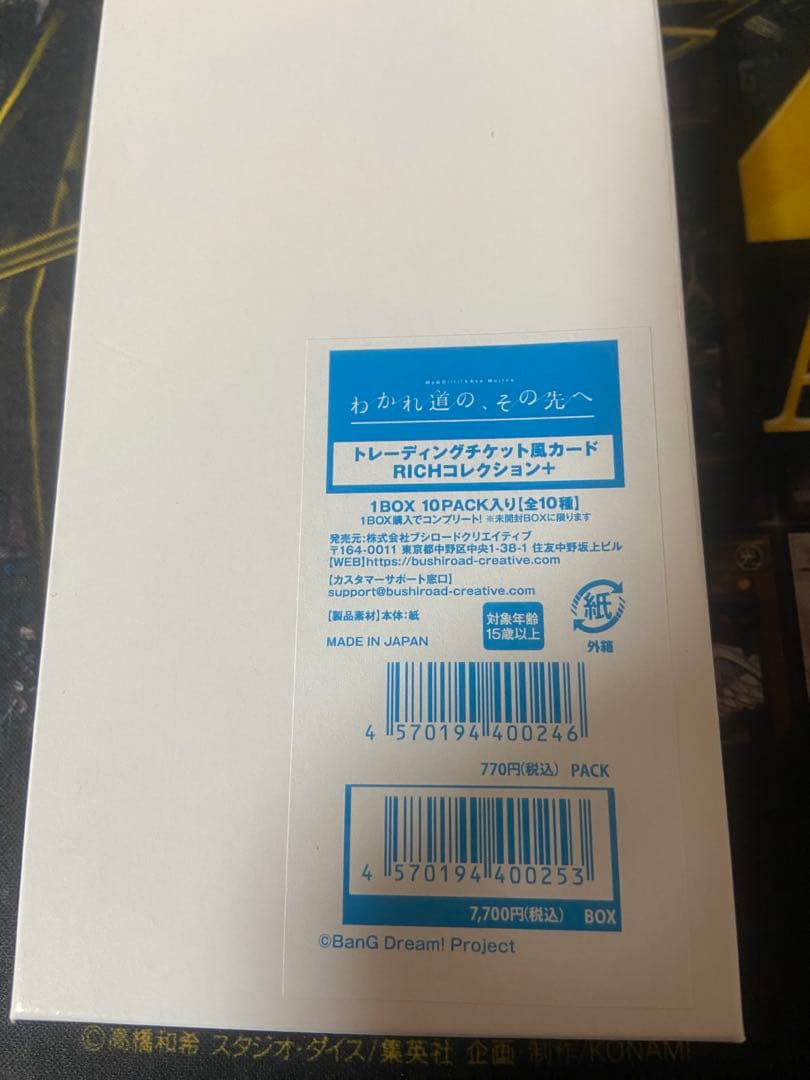 わかれ道の、その先へ
トレーディングチケット風カード
RICHコレクション+
1BOX 10PACK入り【全10種】
1BOX購入でコンプリート! ※未開封BOXに限ります
発売元:株式会社ブシロードクリエイティブ
〒164-0011 東京都中野区中央1-38-1 住友中野坂上ビル
【WEB】https://bushiroad-creative.com
【カスタマーサポート窓口】
support@bushiroad-creative.com
【製品素材】本体:紙
対象年齢
15歳以上
紙
外箱
MADE IN JAPAN
4 570194 400246
770円(税込) PACK
4 570194 400253
7,700円(税込) BOX
©BanG Dream! Project
©高橋和希 スタジオ・ダイス/集英社 企画・制作/KONAMI